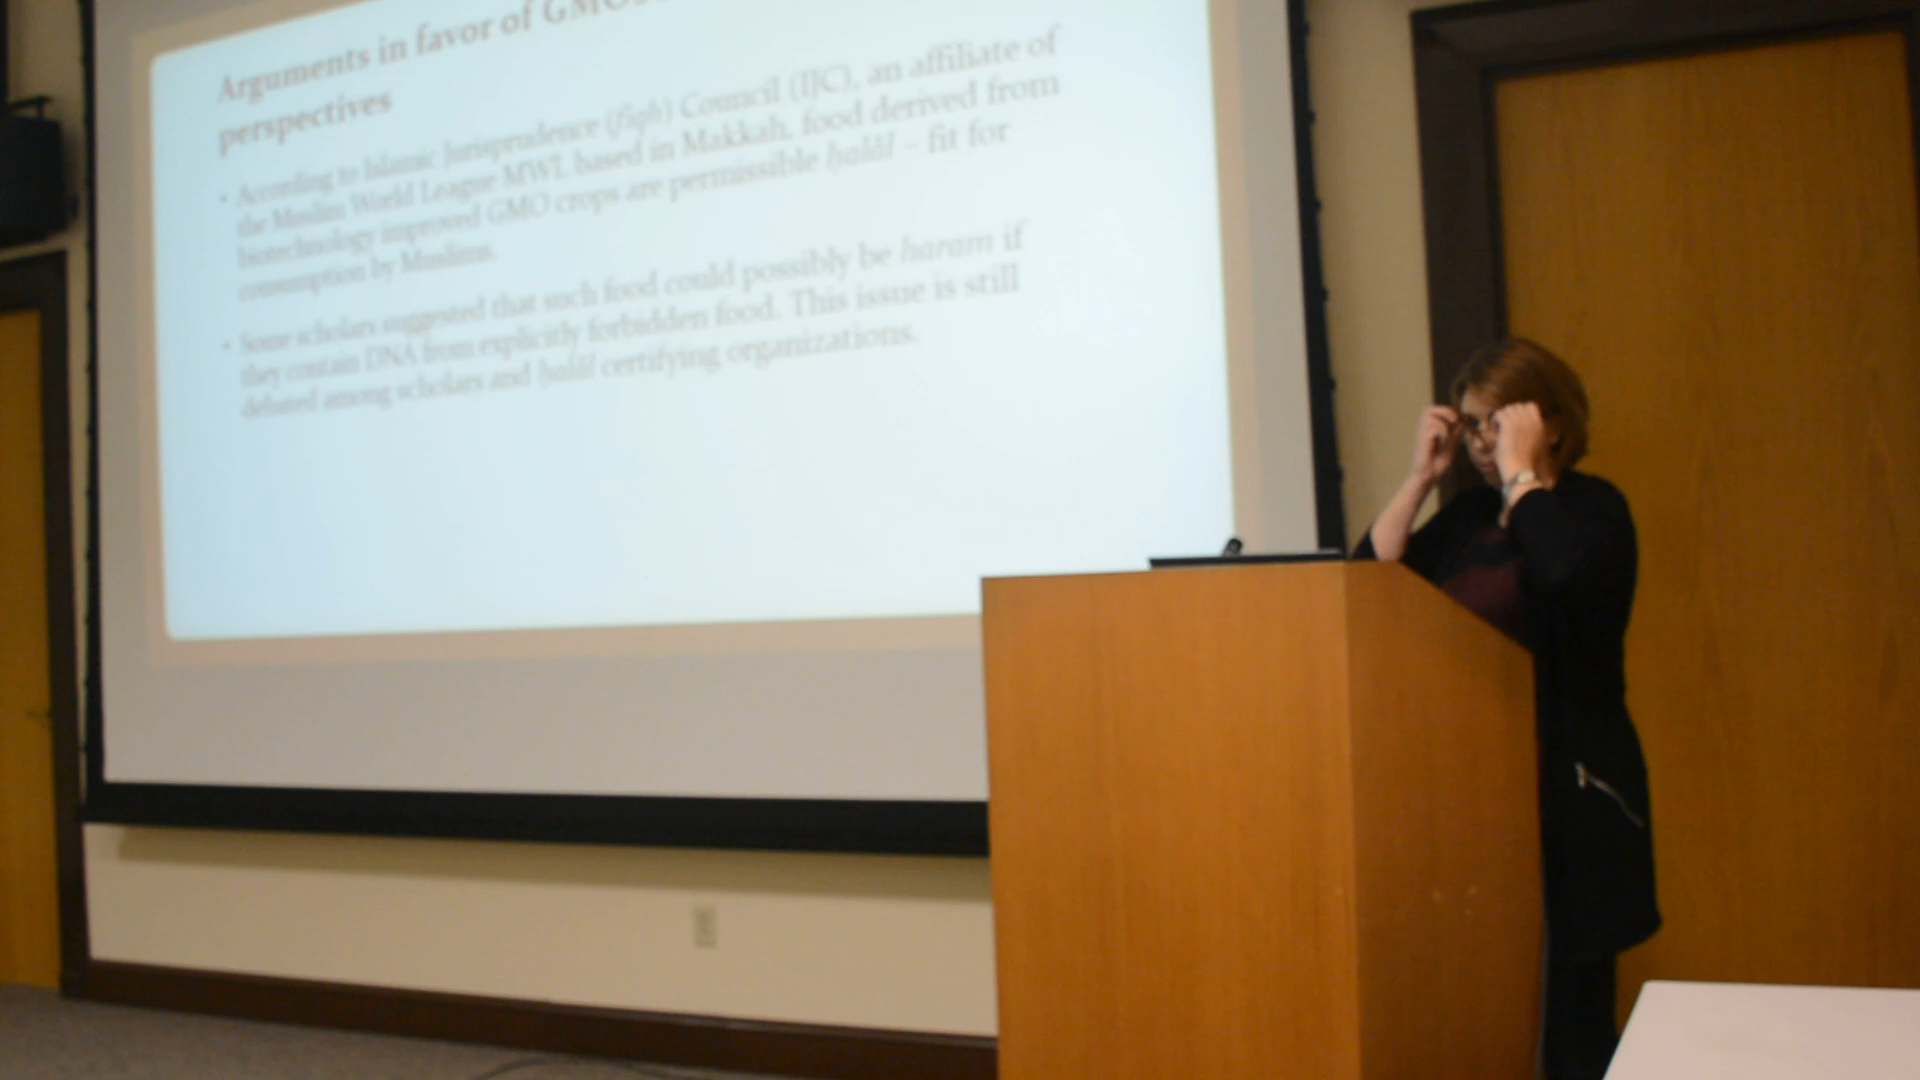 Arguments in favor of GMOs
perspectives
• According to Islamic Jurisprudence (fiqh) Council (IJC), an affiliate of
the Muslim World League MWL based in Makkah, food derived from
biotechnology improved GMO crops are permissible ḥalāl – fit for
consumption by Muslims.
• Some scholars suggested that such food could possibly be haram if
they contain DNA from explicitly forbidden food. This issue is still
debated among scholars and ḥalāl certifying organizations.